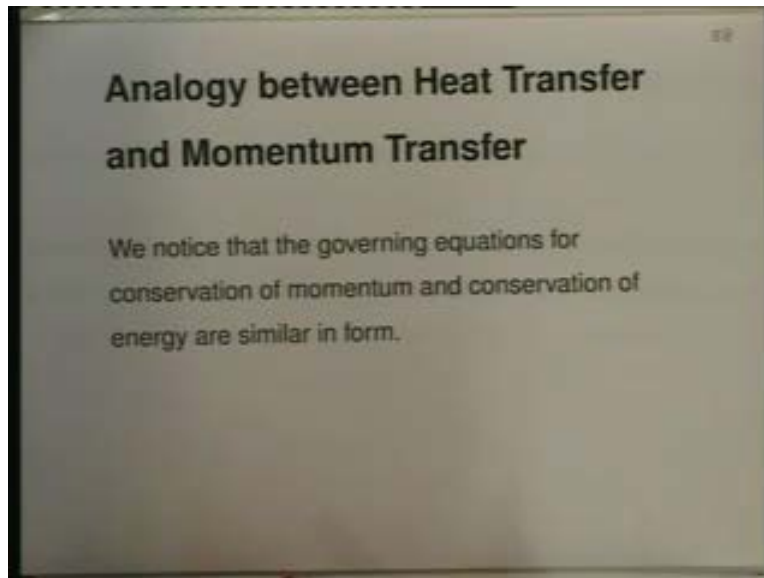 Analogy between Heat Transfer
and Momentum Transfer
We notice that the governing equations for
conservation of momentum and conservation of
energy are similar in form.